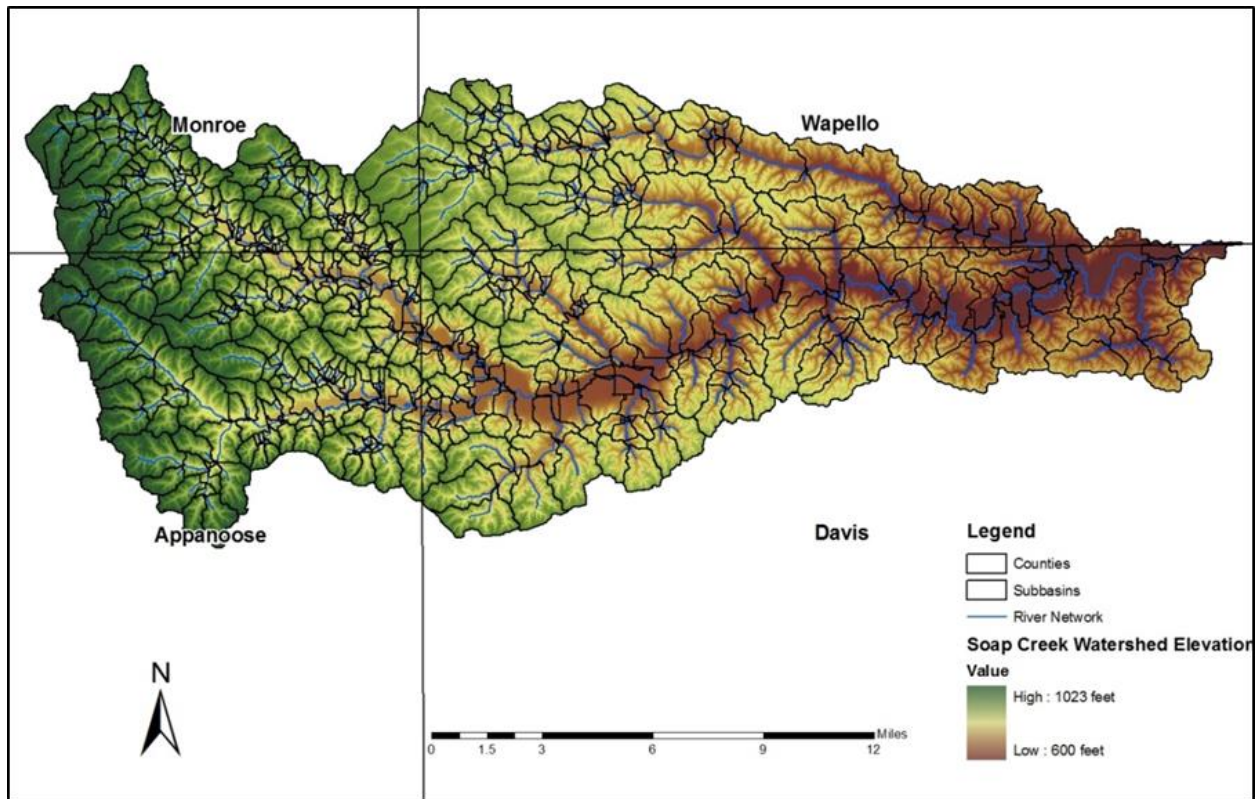 Monroe
Wapello
Appanoose
Davis
Legend
Counties
Subbasins
River Network
Soap Creek Watershed Elevation
Value
High : 1023 feet
Low : 600 feet
N
Miles
0 1.5 3 6 9 12